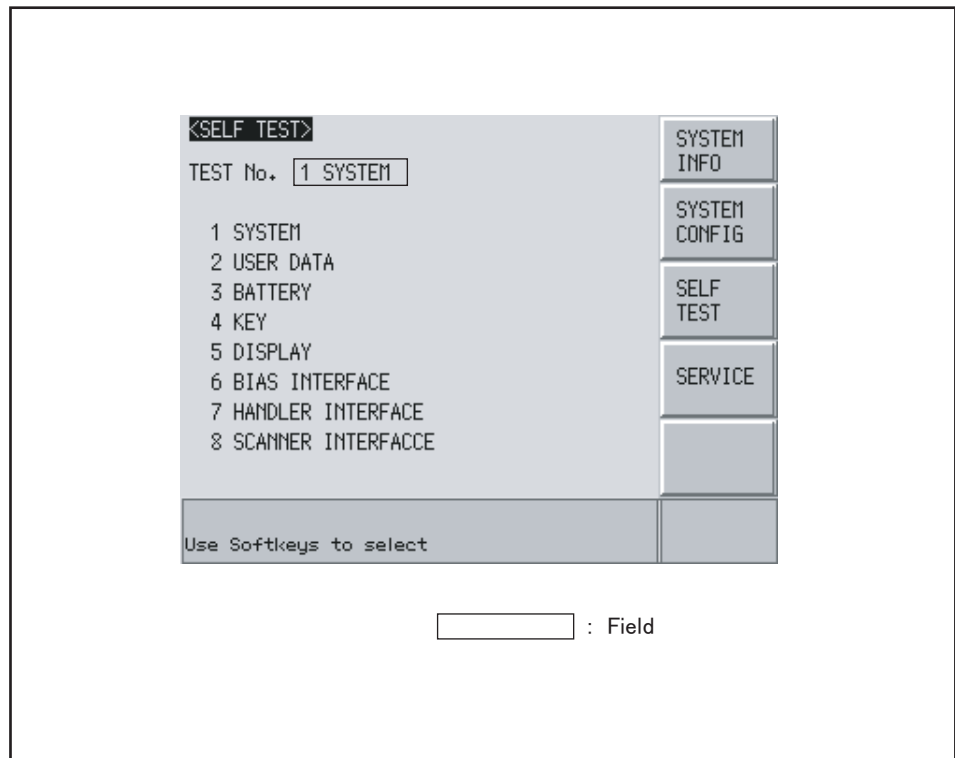 <SELF TEST>
TEST No. 1 SYSTEM
1 SYSTEM
2 USER DATA
3 BATTERY
4 KEY
5 DISPLAY
6 BIAS INTERFACE
7 HANDLER INTERFACE
8 SCANNER INTERFACCE
Use Softkeys to select
SYSTEM
INFO
SYSTEM
CONFIG
SELF
TEST
SERVICE
: Field